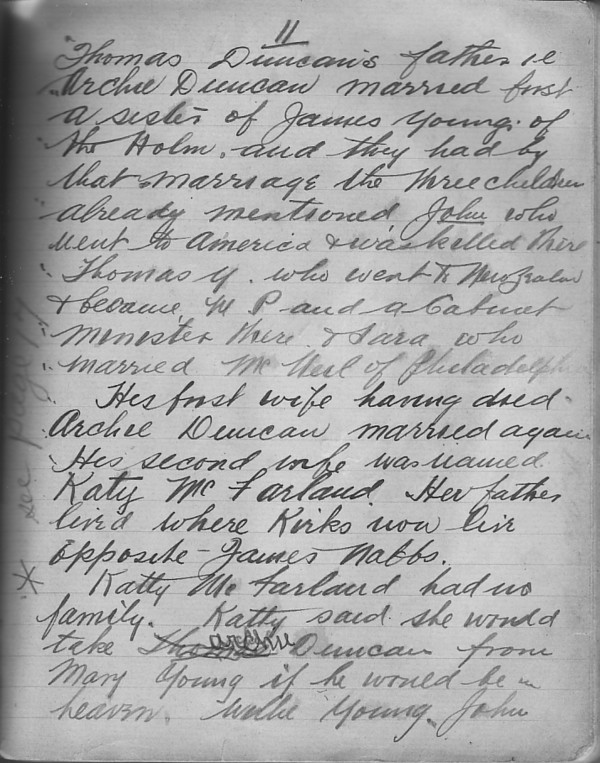 11
Thomas Duncan's father i.e
Archie Duncan married first
a sister of James Young of
the Holm. and they had by
that marriage the three children
already mentioned John who
went to America & was killed there
Thomas Y. who went to New Zealand
& became M P and a Cabinet
Minester there. & Sara who
married Mc Neil of Philadelphia
His first wife having died
Archie Duncan married again
His second wife was named
Katy Mc Farland. Her father
lived where Kirks now live
opposite James Nabbs.
Katty Mc Farland had no
family. Katty said she would
take Archie Duncan from
Mary Young if he would be in
heaven. Willie Young. John
* see page 17